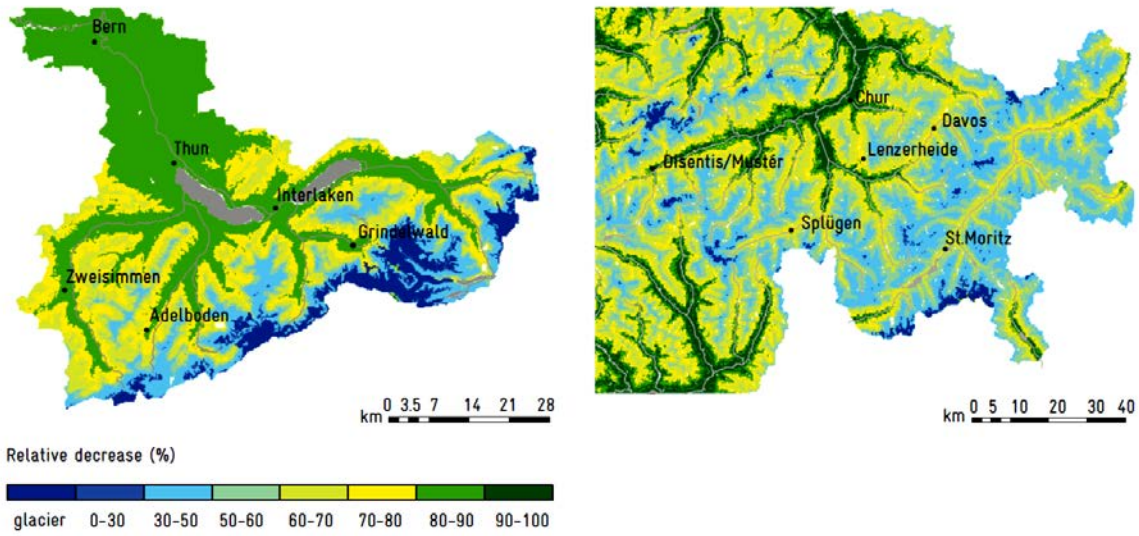 Bern
Thun
Interlaken
Grindelwald
Zweisimmen
Adelboden
km 0 3.5 7 14 21 28
Chur
Davos
Disentis/Mustér
Lenzerheide
Splügen
St.Moritz
km 0 5 10 20 30 40
Relative decrease (%)
glacier 0-30 30-50 50-60 60-70 70-80 80-90 90-100